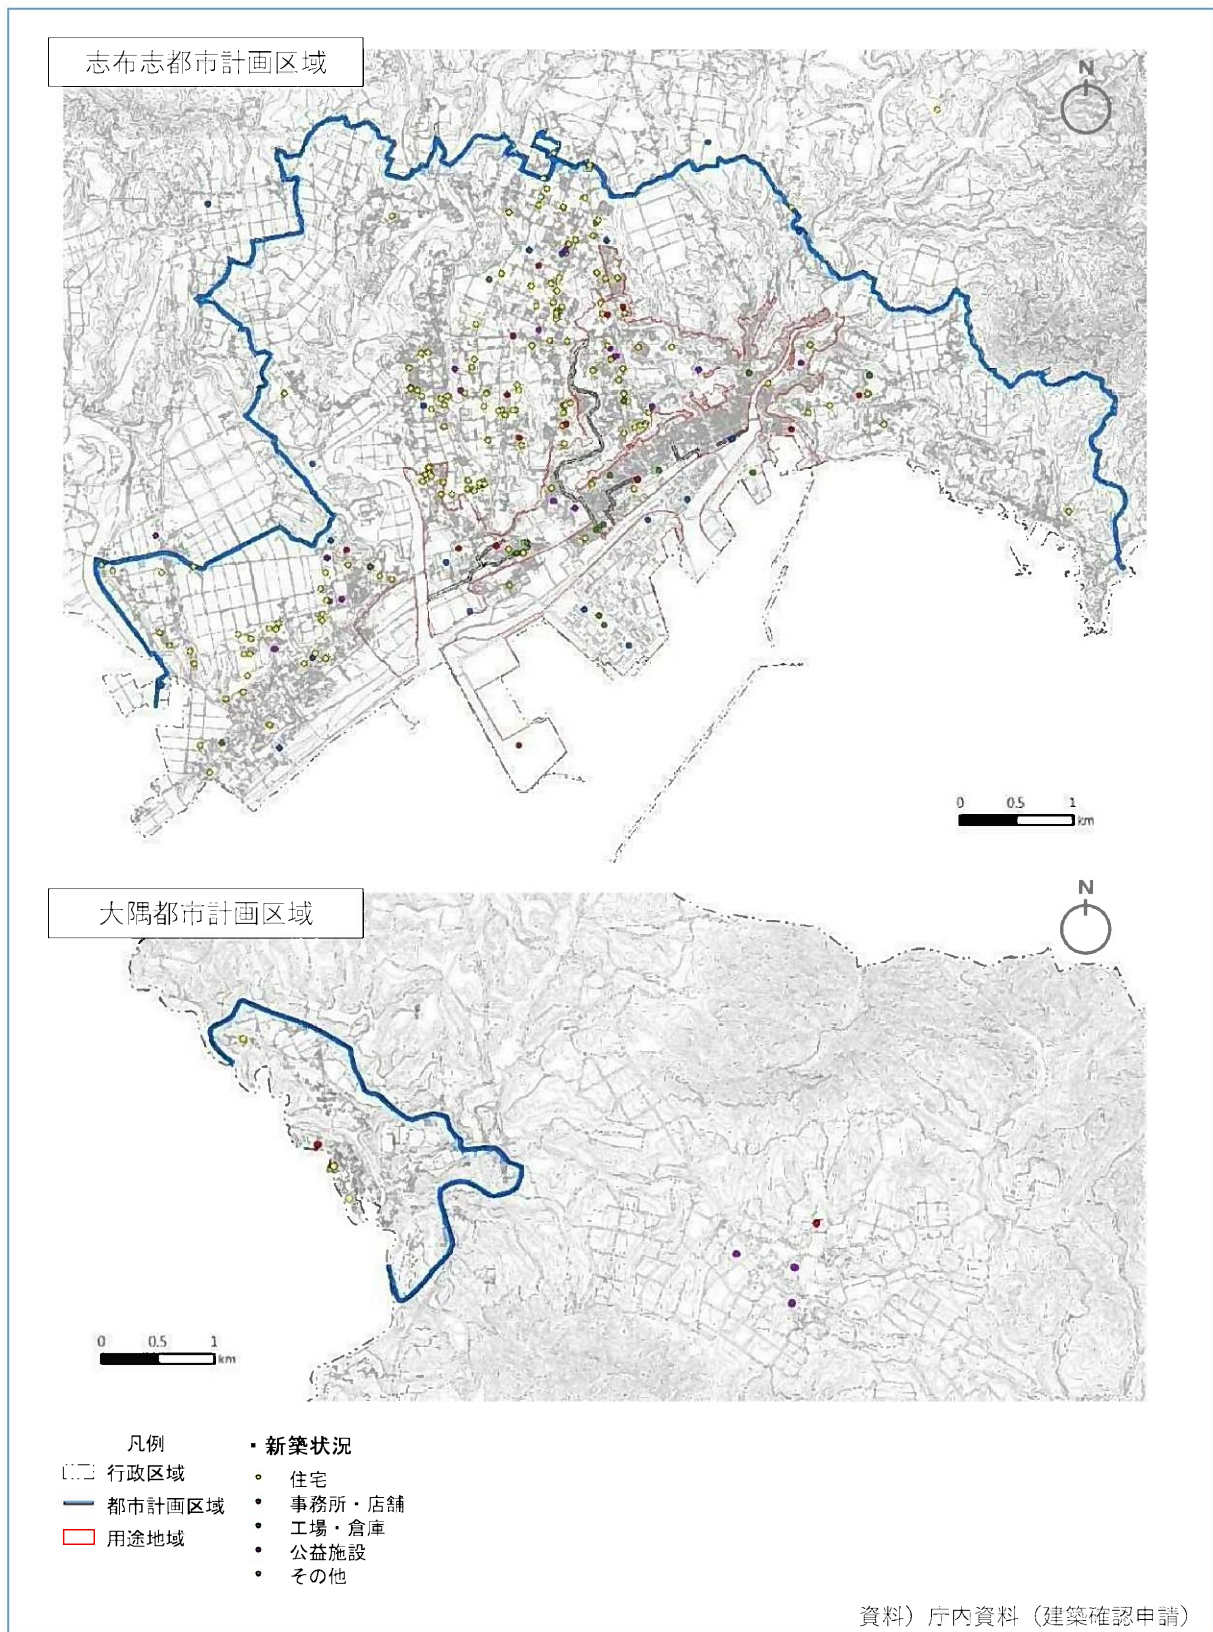 志布志都市計画区域
N
0 0.5 1
km
大隅都市計画区域
N
0 0.5 1
km
凡例
行政区域
都市計画区域
用途地域
・新築状況
住宅
事務所・店舗
工場・倉庫
公益施設
その他
資料）庁内資料（建築確認申請）